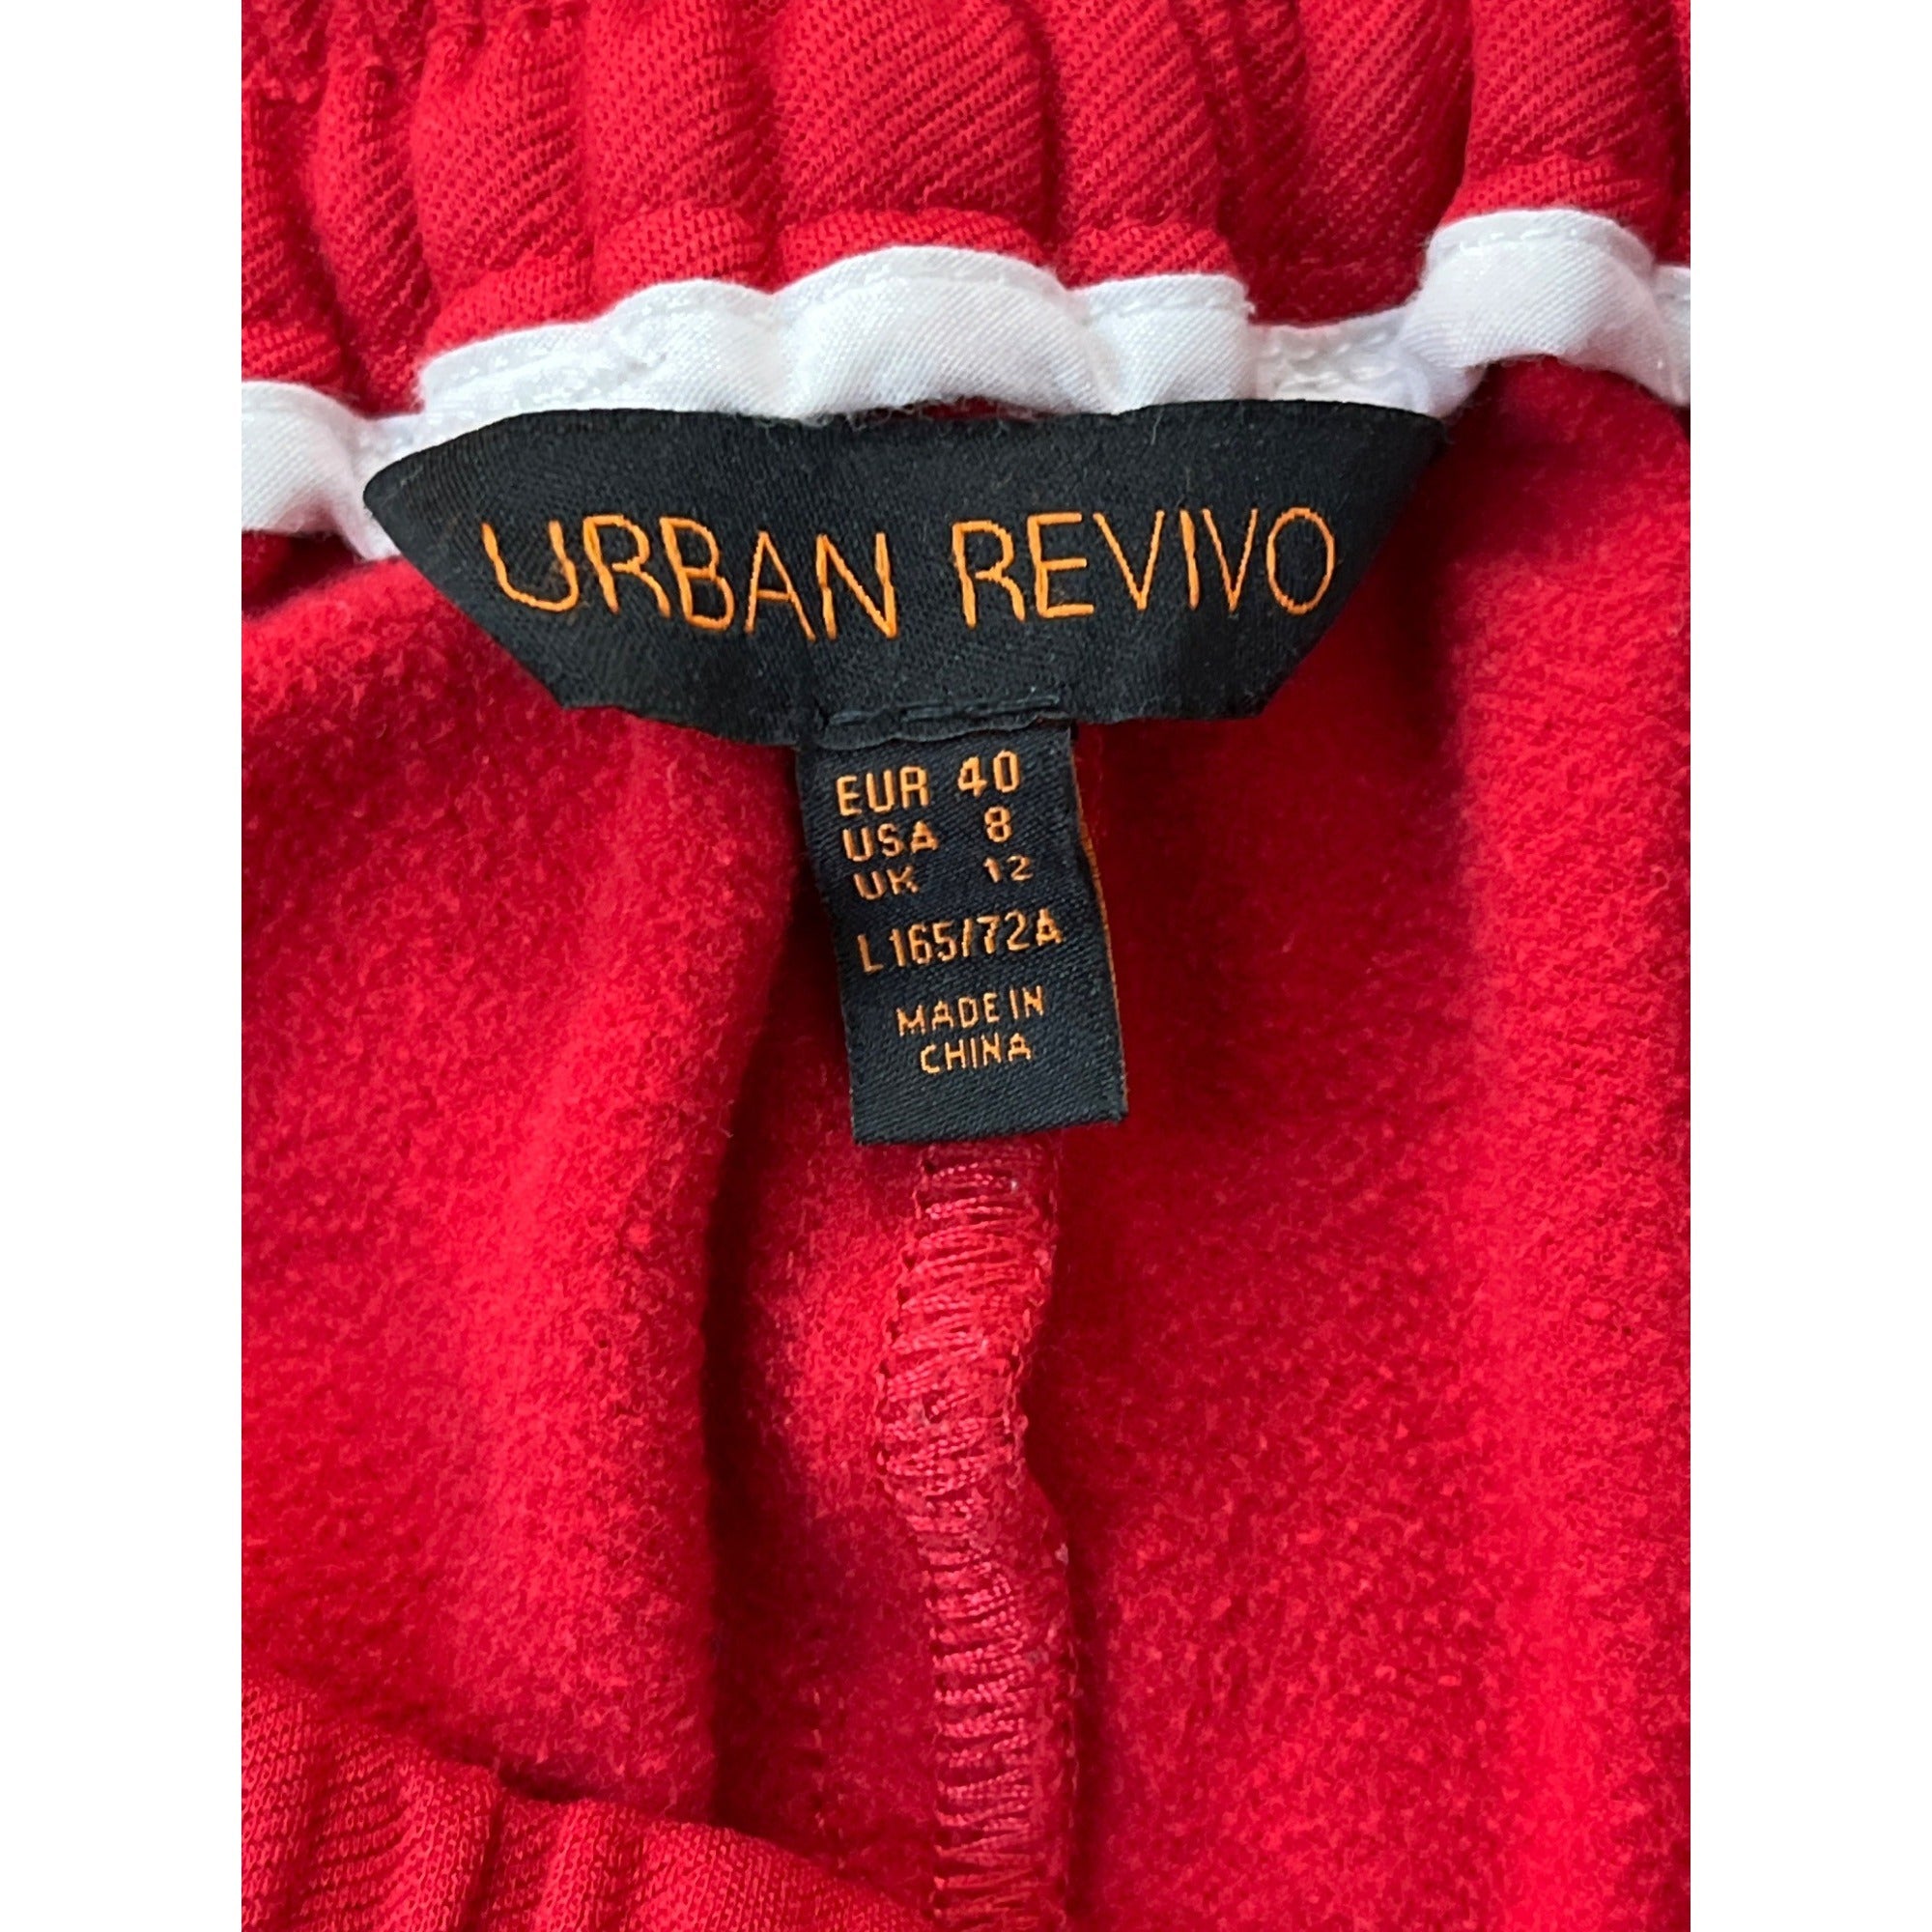 URBAN REVIVO
EUR 40
USA 8
UK 12
L 165/72A
MADE IN
CHINA